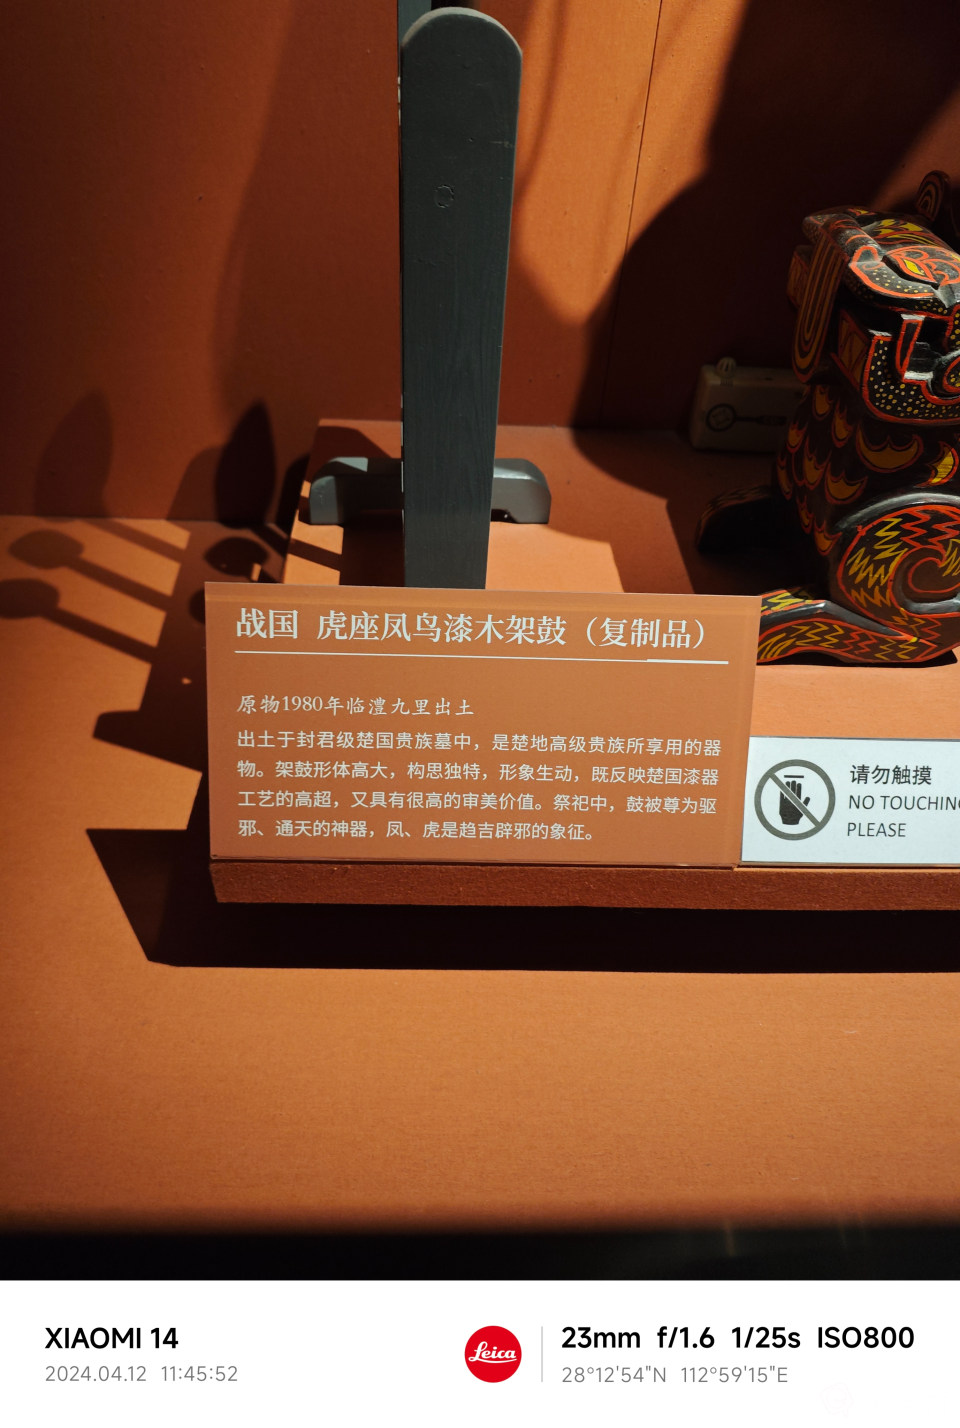 战国 虎座凤鸟漆木架鼓（复制品）
原物1980年临澧九里出土
出土于封君级楚国贵族墓中，是楚地高级贵族所享用的器
物。架鼓形体高大，构思独特，形象生动，既反映楚国漆器
工艺的高超，又具有很高的审美价值。祭祀中，鼓被尊为驱
邪、通天的神器，凤、虎是趋吉辟邪的象征。
请勿触摸
NO TOUCHING
PLEASE
XIAOMI 14
2024.04.12 11:45:52
Leica
23mm f/1.6 1/25s ISO800
28°12'54"N 112°59'15"E